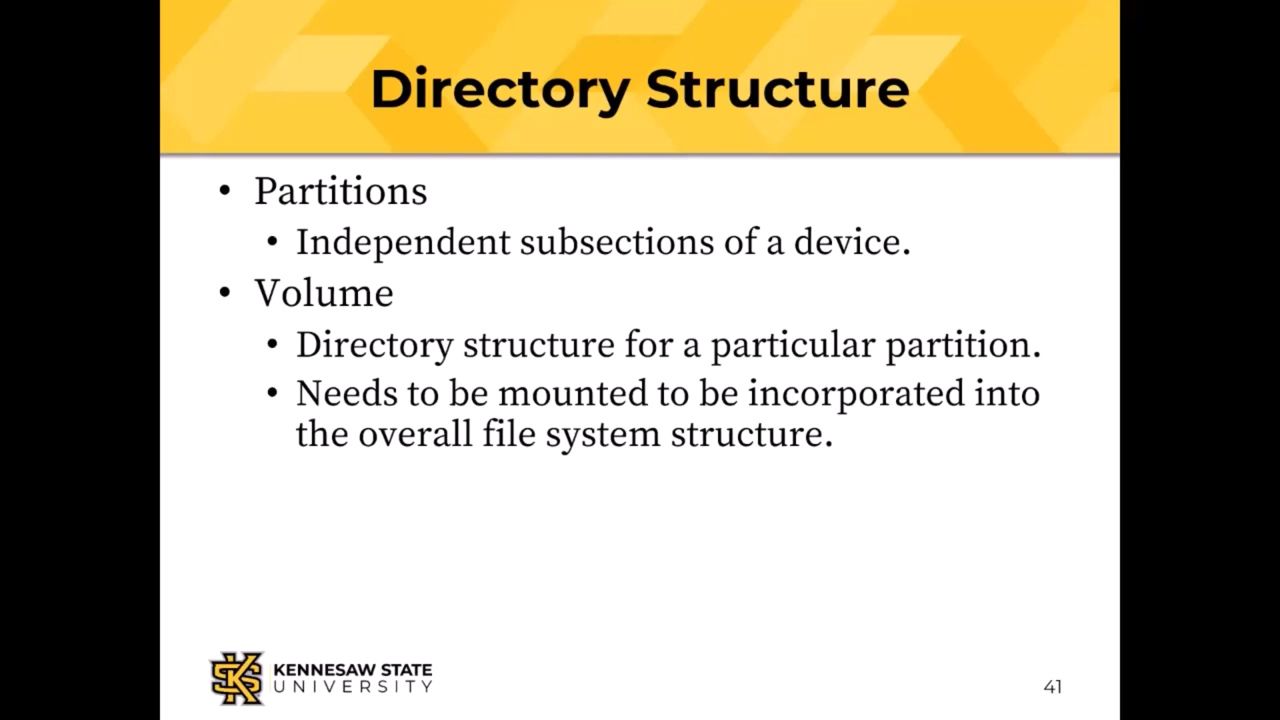 Directory Structure
• Partitions
• Independent subsections of a device.
• Volume
• Directory structure for a particular partition.
• Needs to be mounted to be incorporated into
the overall file system structure.
KENNESAW STATE
UNIVERSITY
41